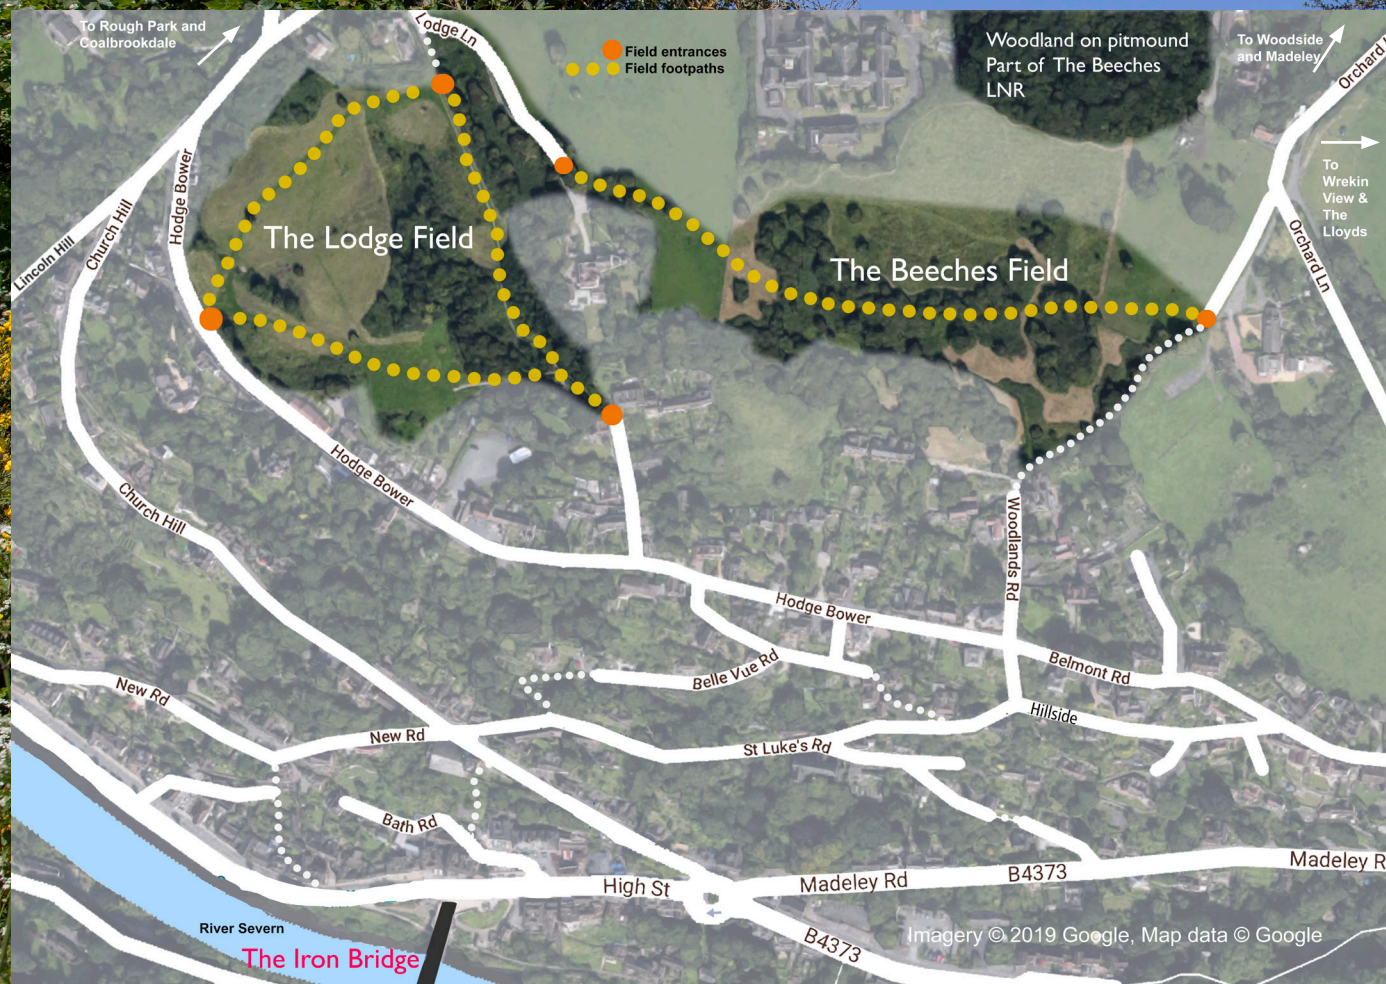 To Rough Park and
Coalbrookdale
Lodge Ln
Field entrances
Field footpaths
Woodland on pitmound
Part of The Beeches
LNR
To Woodside
and Madeley
Orchard
To
Wrekin
View &
The
Lloyds
Orchard Ln
Lincoln Hill
Church Hill
Hodge Bower
The Lodge Field
The Beeches Field
Hodge Bower
Church Hill
Woodlands Rd
Hodge Bower
Belle Vue Rd
Belmont Rd
Hillside
New Rd
New Rd
St Luke's Rd
Bath Rd
High St
Madeley Rd
B4373
Madeley R
B4373
River Severn
The Iron Bridge
Imagery © 2019 Google, Map data © Google